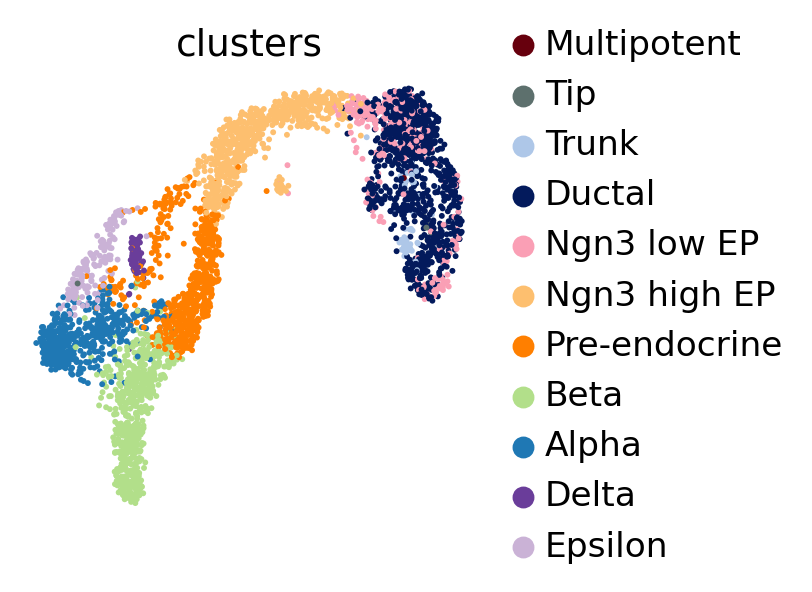 clusters
Multipotent
Tip
Trunk
Ductal
Ngn3 low EP
Ngn3 high EP
Pre-endocrine
Beta
Alpha
Delta
Epsilon